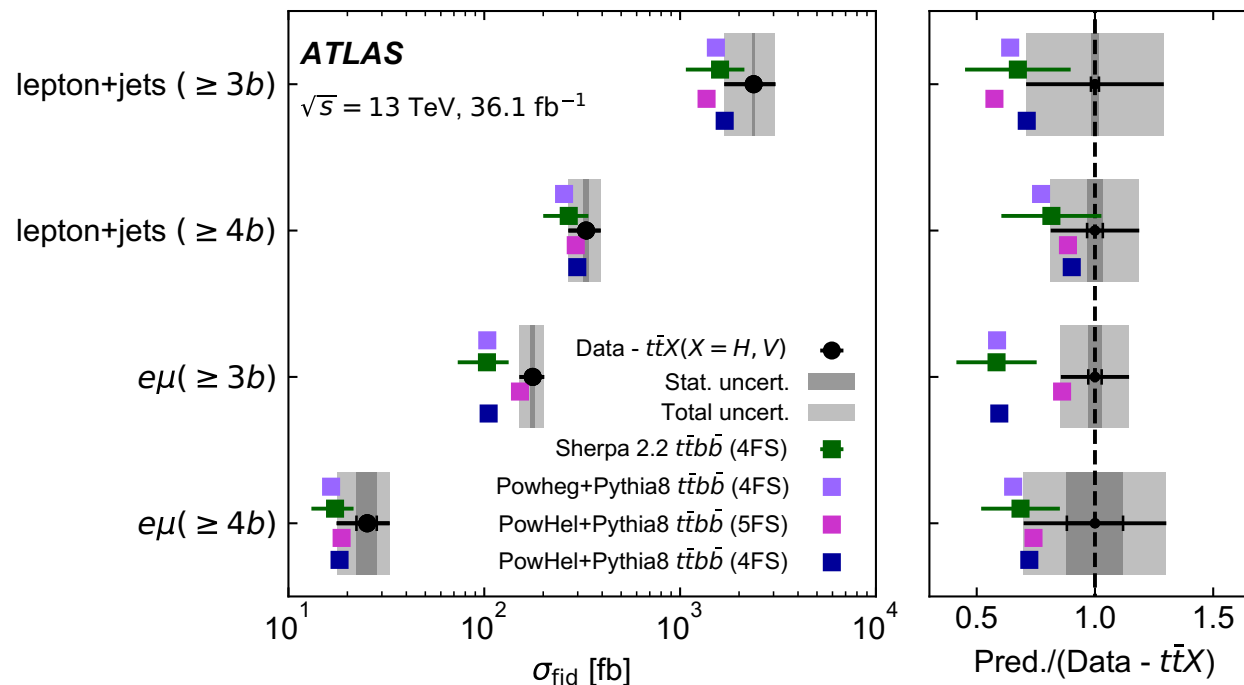 ATLAS
√s = 13 TeV, 36.1 fb⁻¹
lepton+jets ( ≥ 3b)
lepton+jets ( ≥ 4b)
eμ( ≥ 3b)
eμ( ≥ 4b)
Data - tt̄X(X = H, V)
Stat. uncert.
Total uncert.
Sherpa 2.2 tt̄bb̄ (4FS)
Powheg+Pythia8 tt̄bb̄ (4FS)
PowHel+Pythia8 tt̄bb̄ (5FS)
PowHel+Pythia8 tt̄bb̄ (4FS)
10¹ 10² 10³ 10⁴
σfid [fb]
0.5 1.0 1.5
Pred./(Data - tt̄X)